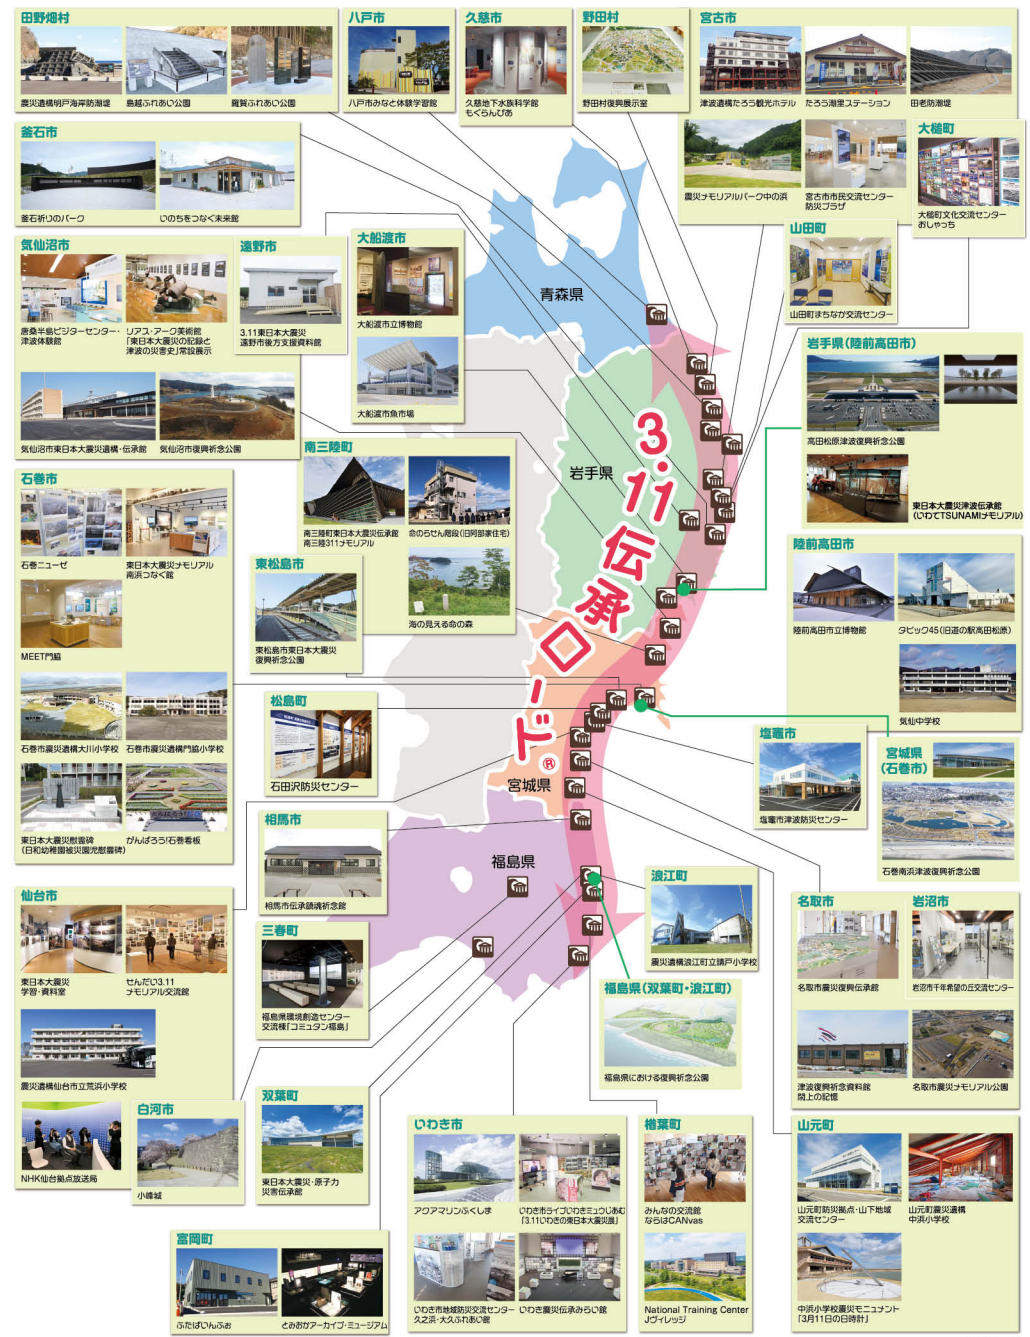 田野畑村
震災遺構明戸海岸防潮堤
島越ふれあい公園
羅賀ふれあい公園
八戸市
八戸市みなと体験学習館
久慈市
久慈地下水族科学館
もぐらんぴあ
野田村
野田村復興展示室
宮古市
津波遺構たろう観光ホテル
たろう潮里ステーション
田老防潮堤
震災メモリアルパーク中の浜
宮古市市民交流センター
防災プラザ
大槌町
大槌町文化交流センター
おしゃっち
釜石市
釜石祈りのパーク
いのちをつなぐ未来館
山田町
山田町まちなか交流センター
気仙沼市
唐桑半島ビジターセンター・
津波体験館
リアス・アーク美術館
「東日本大震災の記録と
津波の災害史」常設展示
気仙沼市東日本大震災遺構・伝承館
気仙沼市復興祈念公園
遠野市
3.11東日本大震災
遠野市後方支援資料館
大船渡市
大船渡市立博物館
大船渡市魚市場
青森県
岩手県
宮城県
福島県
3.11伝承ロード®
岩手県(陸前高田市)
高田松原津波復興祈念公園
東日本大震災津波伝承館
(いわてTSUNAMIメモリアル)
南三陸町
南三陸町東日本大震災伝承館
南三陸311メモリアル
命のらせん階段(旧阿部家住宅)
海の見える命の森
石巻市
石巻ニューゼ
東日本大震災メモリアル
南浜つなぐ館
MEET門脇
石巻市震災遺構大川小学校
石巻市震災遺構門脇小学校
東日本大震災慰霊碑
(日和幼稚園被災園児慰霊碑)
がんばろう!石巻看板
東松島市
東松島市東日本大震災
復興祈念公園
陸前高田市
陸前高田市立博物館
タピック45(旧道の駅高田松原)
気仙中学校
松島町
石田沢防災センター
塩竈市
塩竈市津波防災センター
宮城県
(石巻市)
石巻南浜津波復興祈念公園
相馬市
相馬市伝承鎮魂祈念館
仙台市
東日本大震災
学習・資料室
せんだい3.11
メモリアル交流館
震災遺構仙台市立荒浜小学校
NHK仙台拠点放送局
三春町
福島県環境創造センター
交流棟「コミュタン福島」
浪江町
震災遺構浪江町立請戸小学校
福島県(双葉町・浪江町)
福島県における復興祈念公園
名取市
名取市震災復興伝承館
津波復興祈念資料館
閖上の記憶
名取市震災メモリアル公園
岩沼市
岩沼市千年希望の丘交流センター
白河市
小峰城
双葉町
東日本大震災・原子力
災害伝承館
いわき市
アクアマリンふくしま
いわき市ライブいわきミュウじあむ
「3.11いわきの東日本大震災展」
いわき市地域防災交流センター
久之浜・大久ふれあい館
いわき震災伝承みらい館
楢葉町
みんなの交流館
ならはCANvas
National Training Center
Jヴィレッジ
山元町
山元町防災拠点・山下地域
交流センター
山元町震災遺構
中浜小学校
中浜小学校震災モニュメント
「3月11日の日時計」
富岡町
ふたばいんふぉ
とみおかアーカイブ・ミュージアム